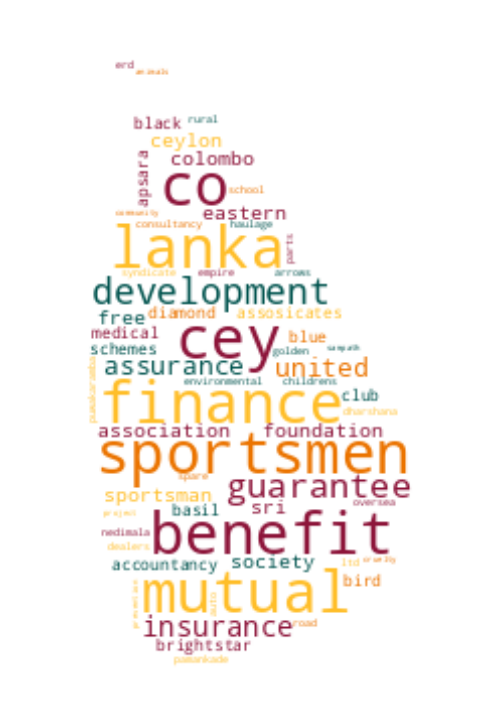 erd
animals
black rural
ceylon
apsara
colombo
co
school
community eastern
consultancy haulage
lanka
parts
syndicate empire arrows
development
free diamond assosicates
medical cey blue
schemes golden sampath
assurance united
environmental childrens
pamakarambu
finance club
dharshana
association foundation
sportsmen
spare
guarantee
sportsman oversea
project basil sri
nedimala benefit
dealers
accountancy society ltd cruelty
prevention mutual bird
auto
insurance road
brightstar
pamankade